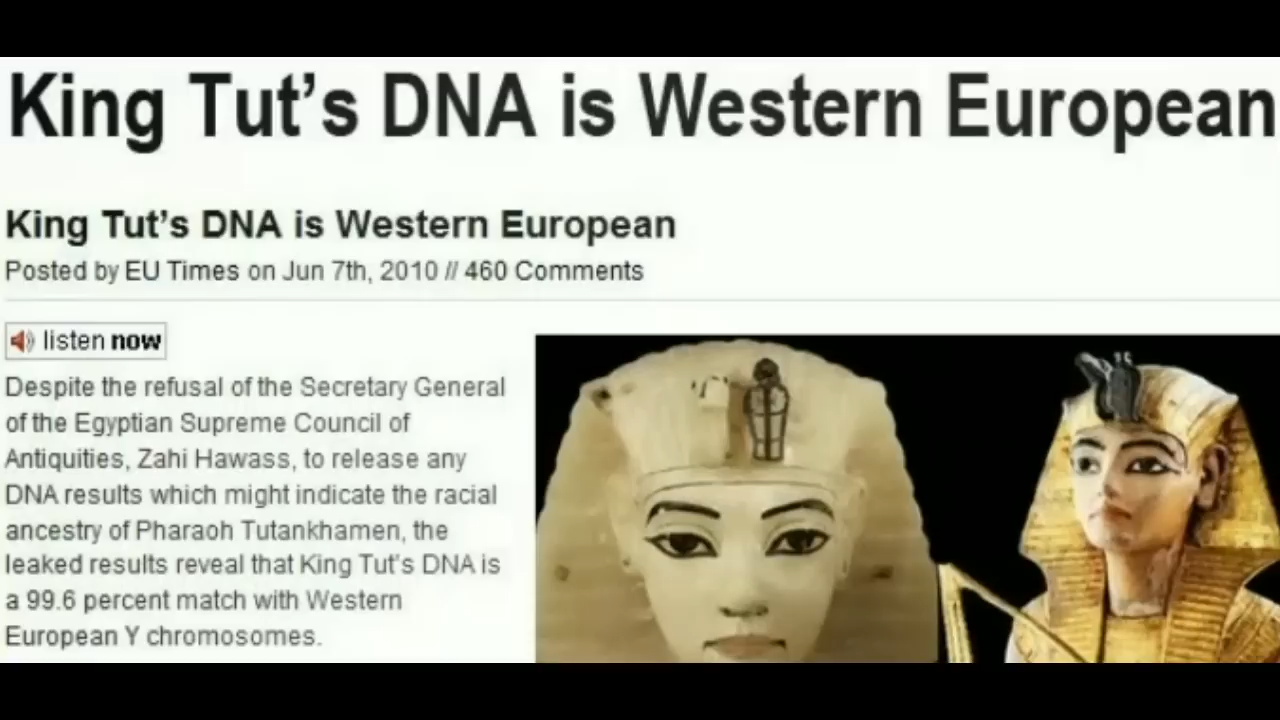 King Tut’s DNA is Western European
King Tut’s DNA is Western European
Posted by EU Times on Jun 7th, 2010 // 460 Comments
listen now
Despite the refusal of the Secretary General
of the Egyptian Supreme Council of
Antiquities, Zahi Hawass, to release any
DNA results which might indicate the racial
ancestry of Pharaoh Tutankhamen, the
leaked results reveal that King Tut’s DNA is
a 99.6 percent match with Western
European Y chromosomes.